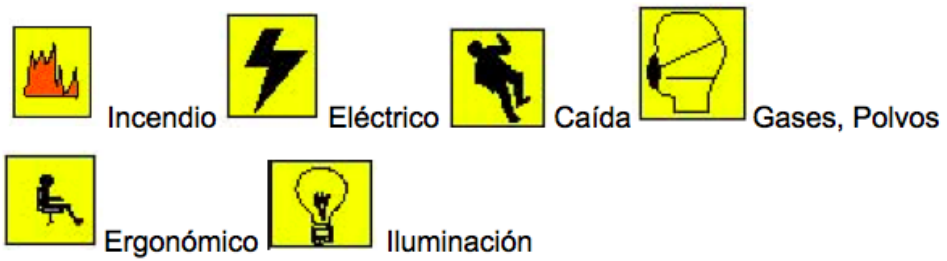 Incendio Eléctrico Caída Gases, Polvos
Ergonómico Iluminación